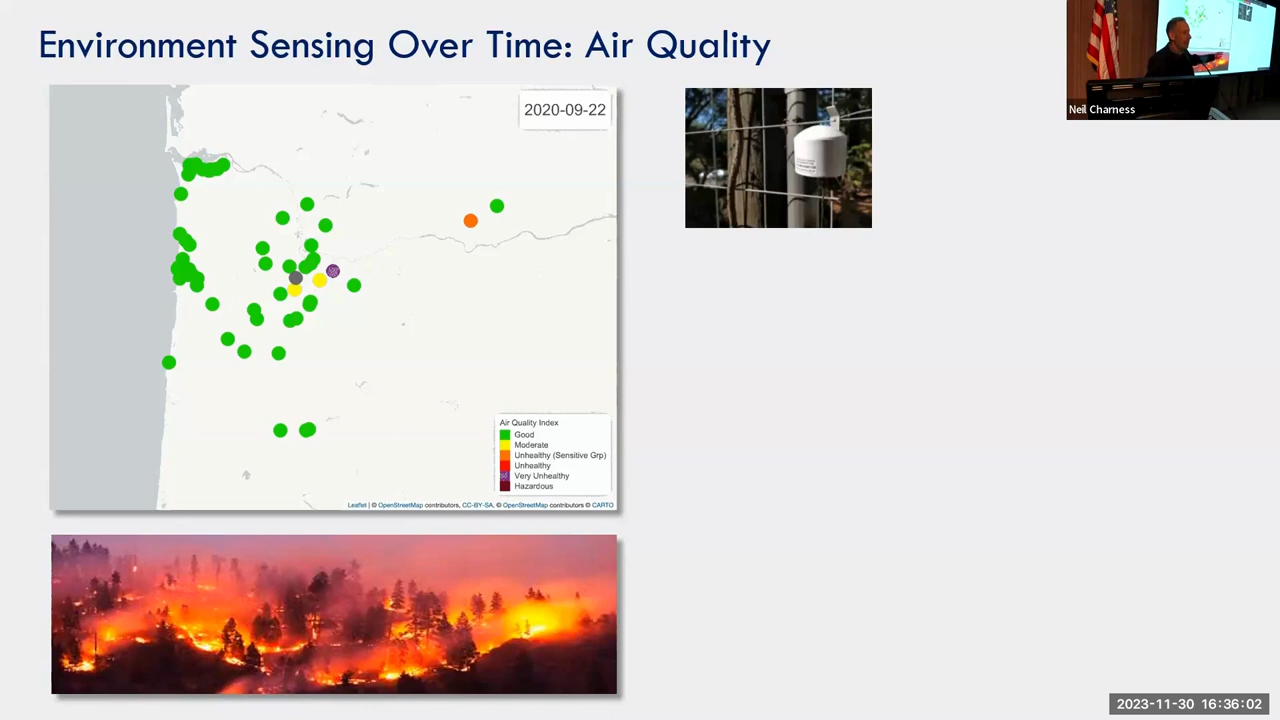 Environment Sensing Over Time: Air Quality
2020-09-22
Air Quality Index
Good
Moderate
Unhealthy (Sensitive Grp)
Unhealthy
Very Unhealthy
Hazardous
Leaflet | © OpenStreetMap contributors, CC-BY-SA, © OpenStreetMap contributors © CARTO
Neil Charness
2023-11-30 16:36:02